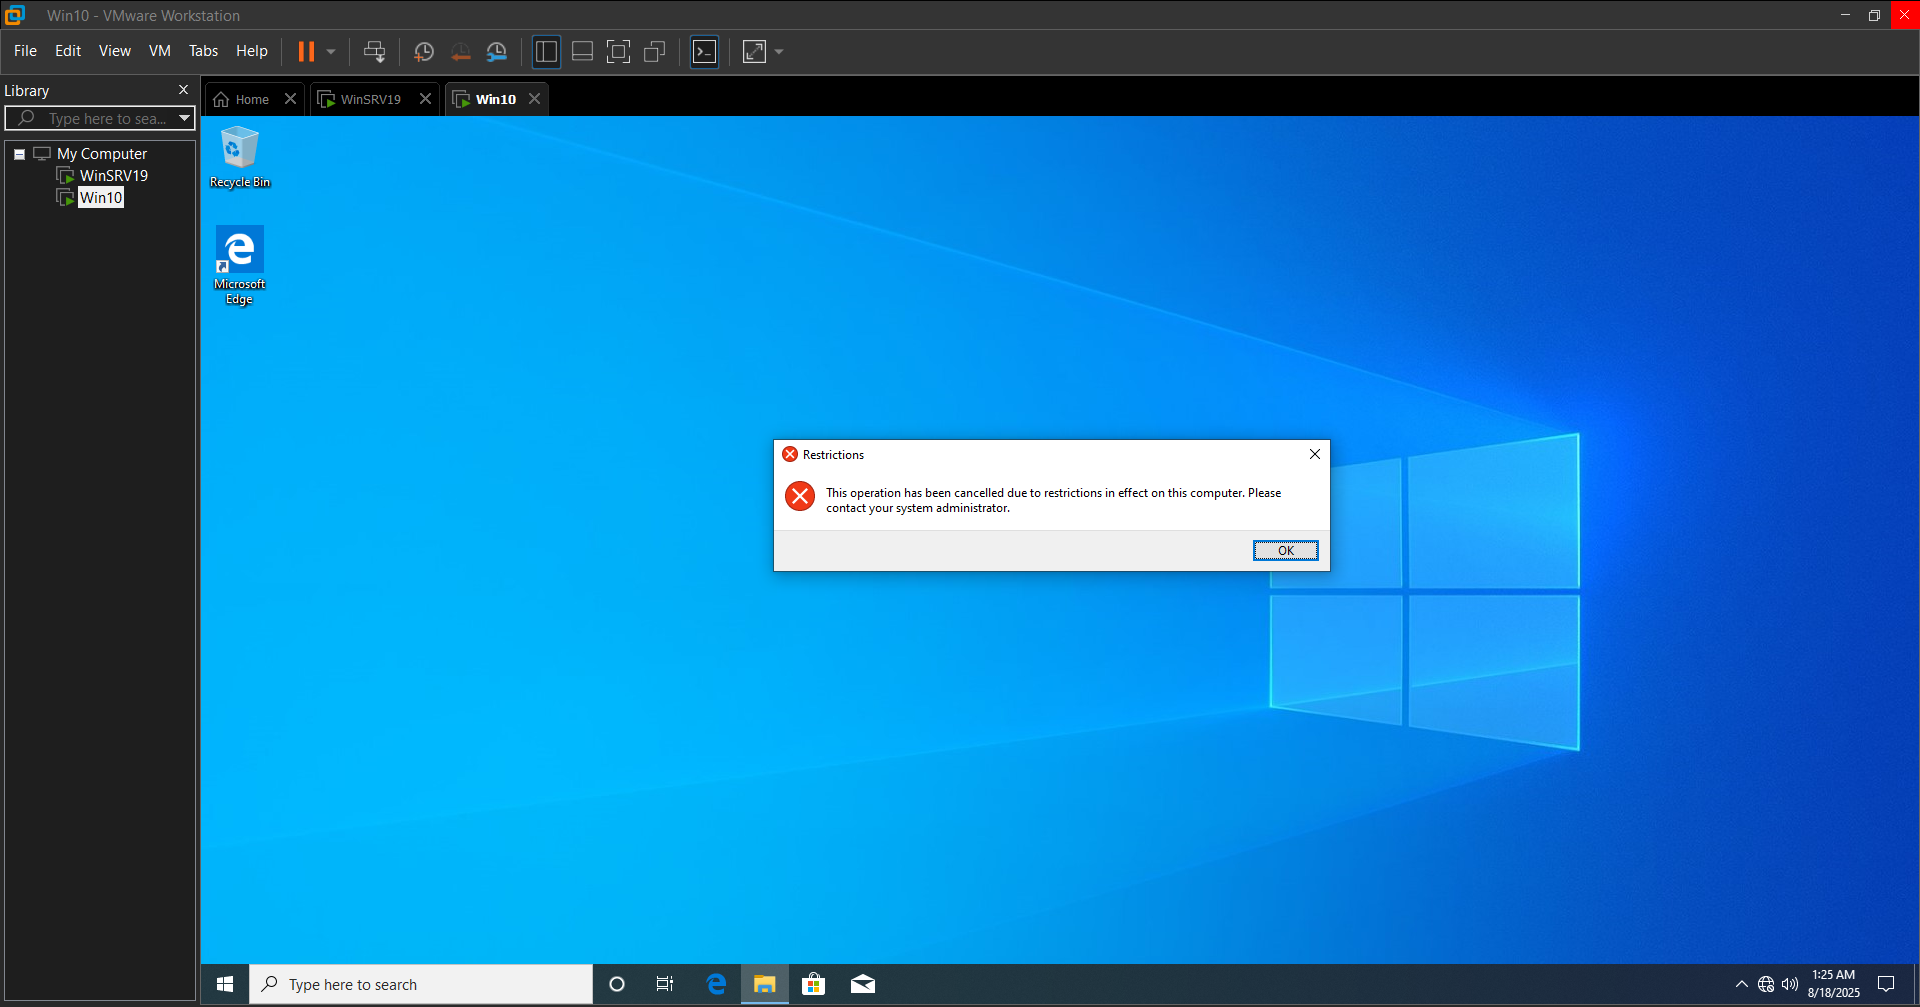 Win10 - VMware Workstation
File Edit View VM Tabs Help
Library
Type here to sea...
My Computer
WinSRV19
Win10
Home
WinSRV19
Win10
Recycle Bin
Microsoft
Edge
Restrictions
This operation has been cancelled due to restrictions in effect on this computer. Please
contact your system administrator.
OK
Type here to search
1:25 AM
8/18/2025